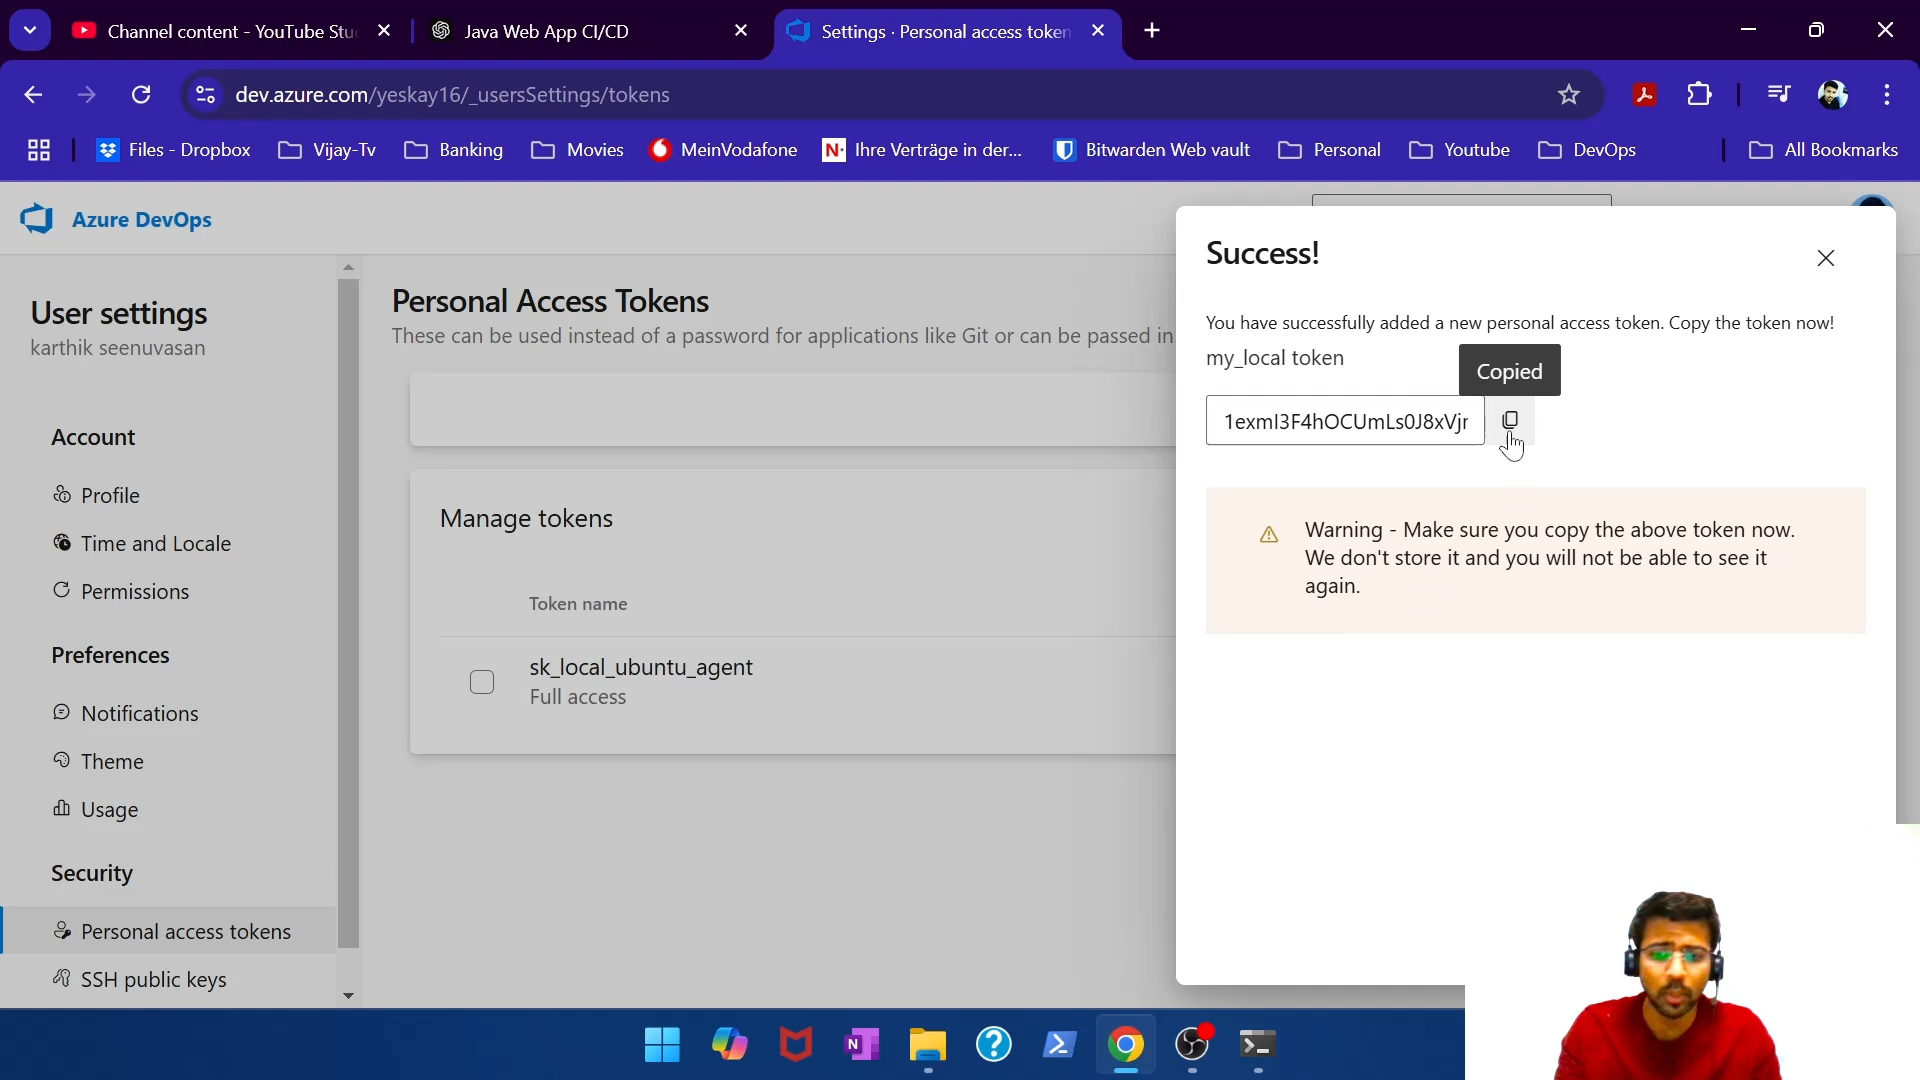 Channel content - YouTube Stu
Java Web App CI/CD
Settings · Personal access token
dev.azure.com/yeskay16/_usersSettings/tokens
Files - Dropbox
Vijay-Tv
Banking
Movies
MeinVodafone
Ihre Verträge in der...
Bitwarden Web vault
Personal
Youtube
DevOps
All Bookmarks
Azure DevOps
User settings
karthik seenuvasan
Account
Profile
Time and Locale
Permissions
Preferences
Notifications
Theme
Usage
Security
Personal access tokens
SSH public keys
Personal Access Tokens
These can be used instead of a password for applications like Git or can be passed in
Manage tokens
Token name
sk_local_ubuntu_agent
Full access
Success!
You have successfully added a new personal access token. Copy the token now!
my_local token
Copied
1exmI3F4hOCUmLs0J8xVjr
Warning - Make sure you copy the above token now.
We don't store it and you will not be able to see it
again.